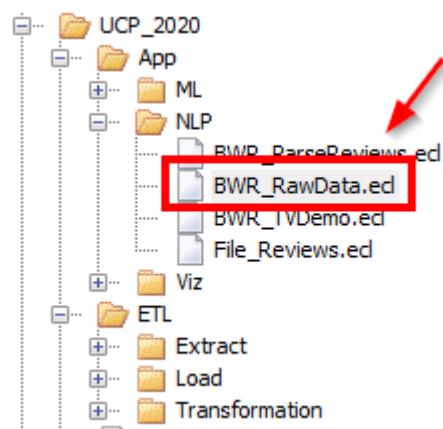 UCP_2020
App
ML
NLP
BWR_ParseReviews.ecl
BWR_RawData.ecl
BWR_TVDemo.ecl
File_Reviews.ecl
Viz
ETL
Extract
Load
Transformation